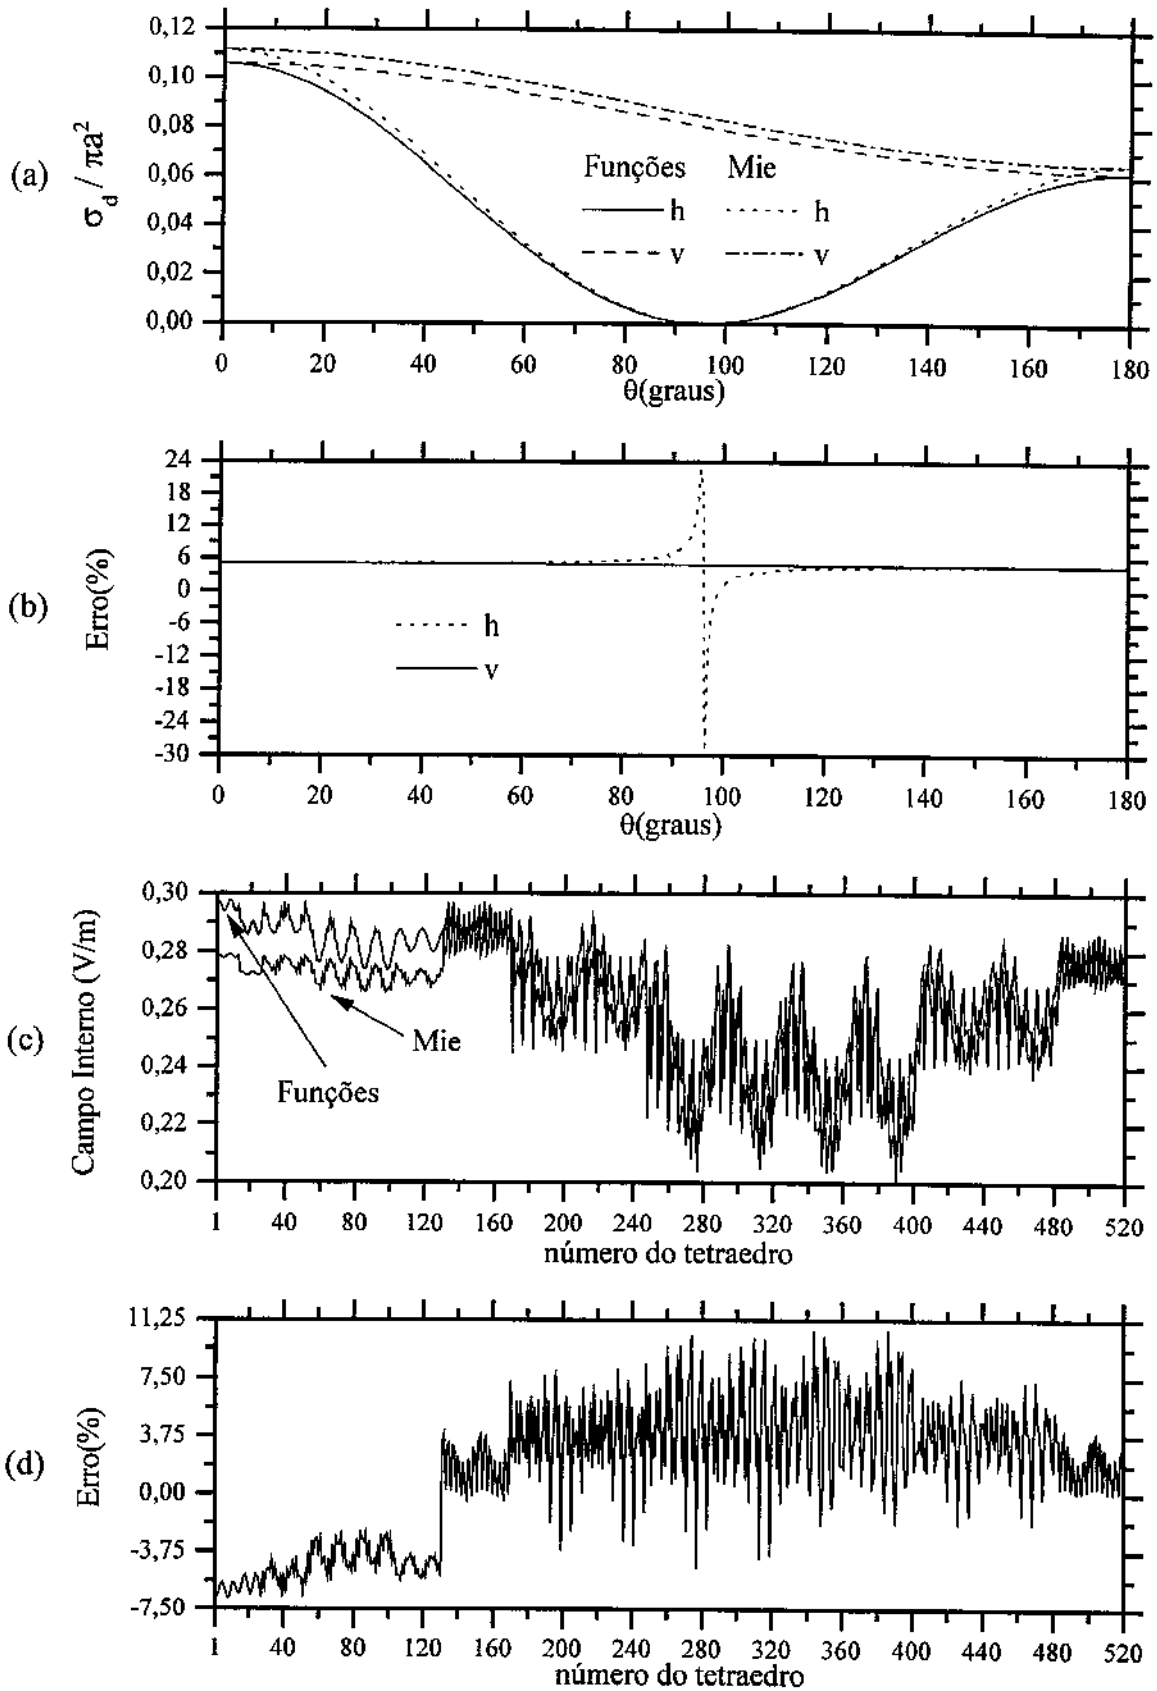 (a)
σd / πa²
0,12
0,10
0,08
0,06
0,04
0,02
0,00
Funções Mie
h h
v v
0 20 40 60 80 100 120 140 160 180
θ(graus)
(b)
Erro(%)
24
18
12
6
0
-6
-12
-18
-24
-30
h
v
0 20 40 60 80 100 120 140 160 180
θ(graus)
(c)
Campo Interno (V/m)
0,30
0,28
0,26
0,24
0,22
0,20
Mie
Funções
1 40 80 120 160 200 240 280 320 360 400 440 480 520
número do tetraedro
(d)
Erro(%)
11,25
7,50
3,75
0,00
-3,75
-7,50
1 40 80 120 160 200 240 280 320 360 400 440 480 520
número do tetraedro